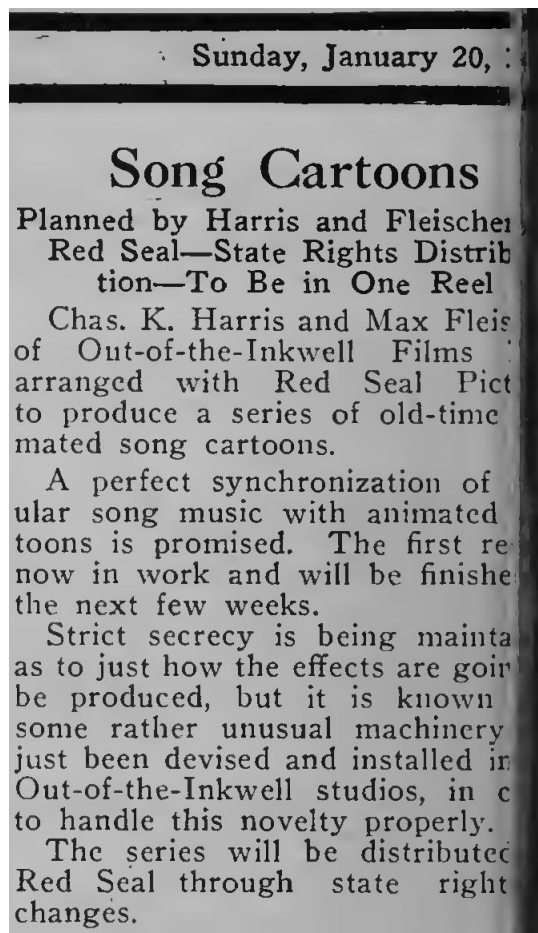 Sunday, January 20,
Song Cartoons
Planned by Harris and Fleischer
Red Seal—State Rights Distrib
tion—To Be in One Reel
Chas. K. Harris and Max Fleis
of Out-of-the-Inkwell Films
arranged with Red Seal Pict
to produce a series of old-time
mated song cartoons.
A perfect synchronization of
ular song music with animated
toons is promised. The first re
now in work and will be finishe
the next few weeks.
Strict secrecy is being mainta
as to just how the effects are goin
be produced, but it is known
some rather unusual machinery
just been devised and installed in
Out-of-the-Inkwell studios, in c
to handle this novelty properly.
The series will be distributed
Red Seal through state right
changes.